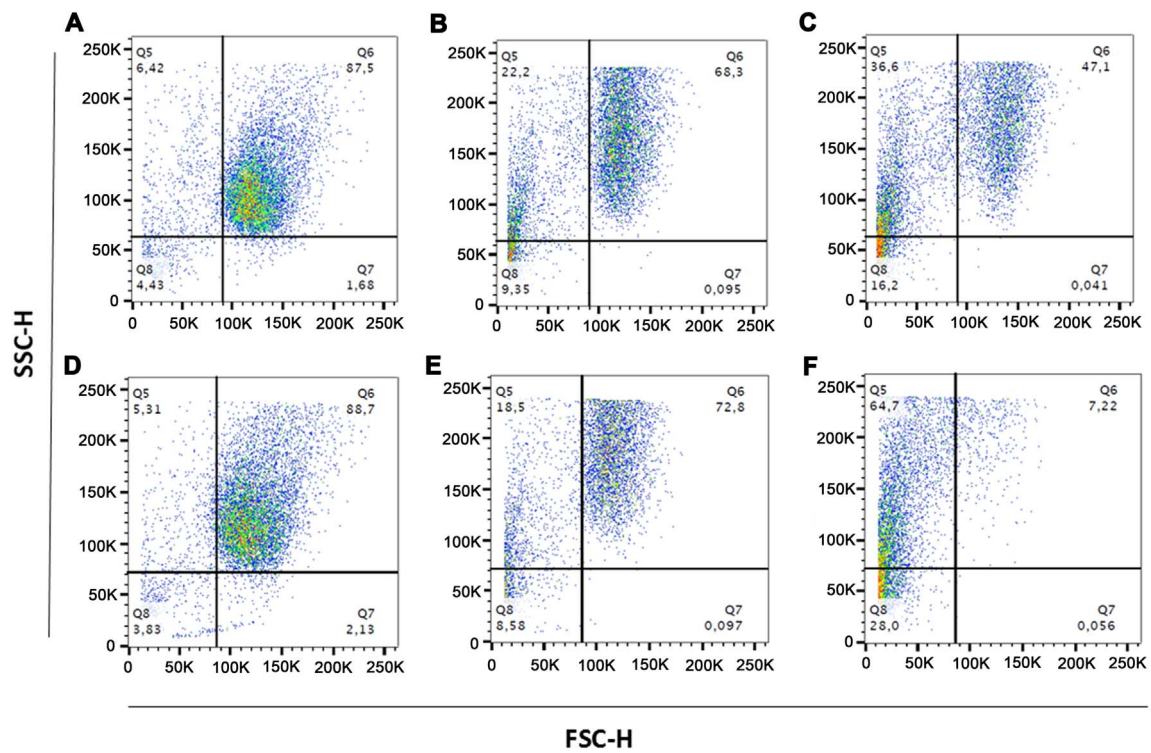 A
B
C
250K
200K
150K
100K
50K
0
Q5
6,42
Q6
87,5
Q8
4,43
Q7
1,68
0 50K 100K 150K 200K 250K
250K
200K
150K
100K
50K
0
Q5
22,2
Q6
68,3
Q8
9,35
Q7
0,095
0 50K 100K 150K 200K 250K
250K
200K
150K
100K
50K
0
Q5
36,6
Q6
47,1
Q8
16,2
Q7
0,041
0 50K 100K 150K 200K 250K
SSC-H
D
E
F
250K
200K
150K
100K
50K
0
Q5
5,31
Q6
88,7
Q8
3,83
Q7
2,13
0 50K 100K 150K 200K 250K
250K
200K
150K
100K
50K
0
Q5
18,5
Q6
72,8
Q8
8,58
Q7
0,097
0 50K 100K 150K 200K 250K
250K
200K
150K
100K
50K
0
Q5
64,7
Q6
7,22
Q8
28,0
Q7
0,056
0 50K 100K 150K 200K 250K
FSC-H